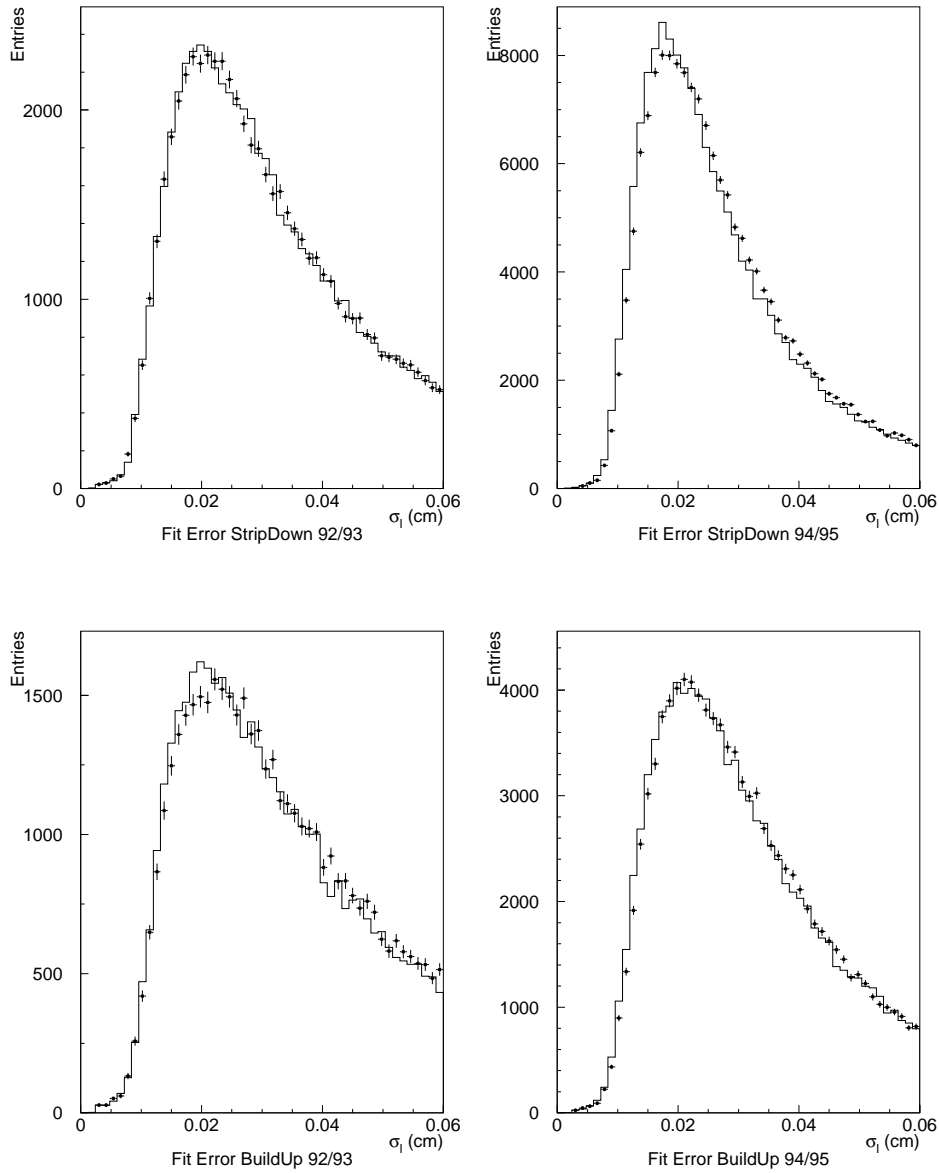 Entries
2000
1000
0
0
0.02
0.04
0.06
σl (cm)
Fit Error StripDown 92/93
Entries
8000
6000
4000
2000
0
0
0.02
0.04
0.06
σl (cm)
Fit Error StripDown 94/95
Entries
1500
1000
500
0
0
0.02
0.04
0.06
σl (cm)
Fit Error BuildUp 92/93
Entries
4000
3000
2000
1000
0
0
0.02
0.04
0.06
σl (cm)
Fit Error BuildUp 94/95